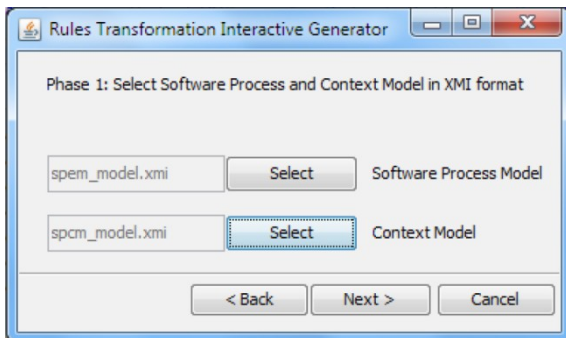 Rules Transformation Interactive Generator
Phase 1: Select Software Process and Context Model in XMI format
spem_model.xmi Select Software Process Model
spcm_model.xmi Select Context Model
< Back Next > Cancel